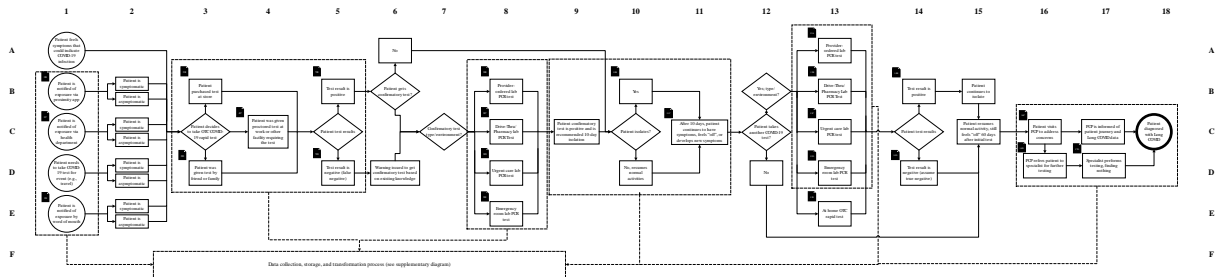 1 2 3 4 5 6 7 8 9 10 11 12 13 14 15 16 17 18
A
A
B
B
C
C
D
D
E
E
F
F
Patient feels
symptoms that
could indicate
COVID-19
infection
Patient is notified
of exposure via
proximity app
Patient is
notified of
exposure via
health
department
Patient needs
to take COVID-
19 test for
event (e.g.,
travel)
Patient is
notified of
exposure by
word of mouth
Patient is
symptomatic
Patient is
asymptomatic
Patient is
symptomatic
Patient is
asymptomatic
Patient is
symptomatic
Patient is
asymptomatic
Patient is
symptomatic
Patient is
asymptomatic
Patient
purchased test
at store
Patient decides
to take OTC COVID-
19 rapid test
Patient was
given test by
friend or family
Patient was given
proctored test at
work or other
facility requiring
the test
Test result is
positive
Patient test results
Test result is
negative (false
negative)
No
Patient gets
confirmatory test?
Warning issued to get
confirmatory test based
on existing knowledge
Confirmatory test
type/environment?
Provider-
ordered lab
PCR test
Drive-Thru/
Pharmacy lab
PCR Test
Urgent care lab
PCR test
Emergency
room lab PCR
test
Patient confirmatory
test is positive and is
recommended 10-day
isolation
Yes
Patient isolates?
No, resumes
normal activities
After 10 days, patient
continues to have
symptoms, feels "off", or
develops new symptoms
Yes, type/
environment?
Patient takes
another COVID-19
test?
No
Provider-
ordered lab
PCR test
Drive-Thru/
Pharmacy lab
PCR Test
Urgent care lab
PCR test
Emergency
room lab PCR
test
At-home OTC
rapid test
Test result is
positive
Patient test results
Test result is
negative (assume
true negative)
Patient
continues to
isolate
Patient resumes
normal activity, still
feels "off" 60 days
after initial test
Patient visits
PCP to address
concerns
PCP refers patient
to specialist for further
testing
PCP is informed of
patient journey and
long COVID data
Specialist performs
testing, finding
nothing
Patient
diagnosed
with long
COVID
Data collection, storage, and transformation process (see supplementary diagram)